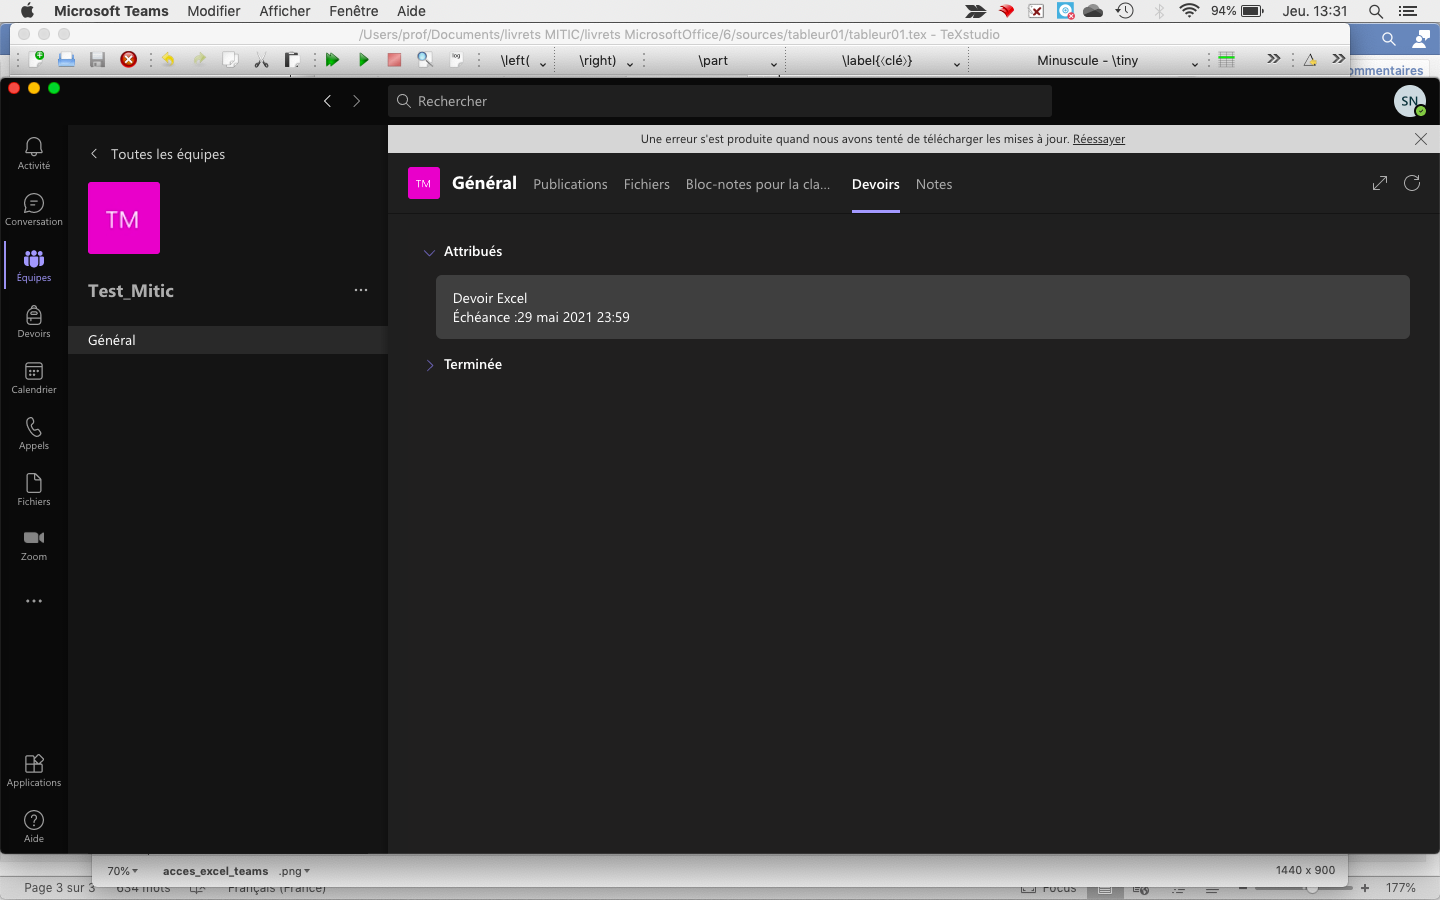 Microsoft Teams Modifier Afficher Fenêtre Aide 94% Jeu. 13:31
/Users/prof/Documents/livrets MITIC/livrets MicrosoftOffice/6/sources/tableur01/tableur01.tex - TeXstudio
\left( \right) \part \label{⟨clé⟩} Minuscule - \tiny
ommentaires
Rechercher
SN
Une erreur s'est produite quand nous avons tenté de télécharger les mises à jour. Réessayer
Activité
Conversation
Équipes
Devoirs
Calendrier
Appels
Fichiers
Zoom
Applications
Aide
Toutes les équipes
TM
Test_Mitic
Général
TM Général Publications Fichiers Bloc-notes pour la cla... Devoirs Notes
Attribués
Devoir Excel
Échéance :29 mai 2021 23:59
Terminée
70% acces_excel_teams .png 1440 x 900
Page 3 sur 3 634 mots Français (France) Focus 177%